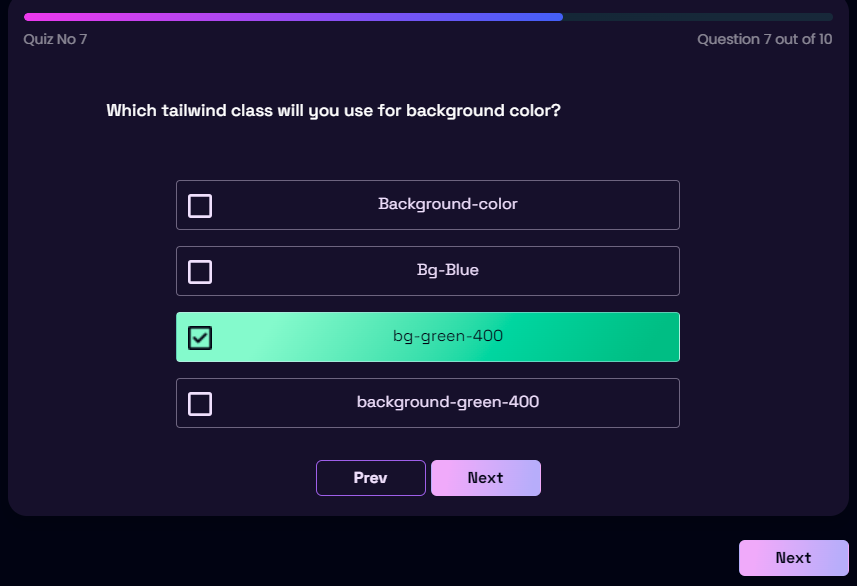 Quiz No 7
Question 7 out of 10
Which tailwind class will you use for background color?
Background-color
Bg-Blue
bg-green-400
background-green-400
Prev
Next
Next